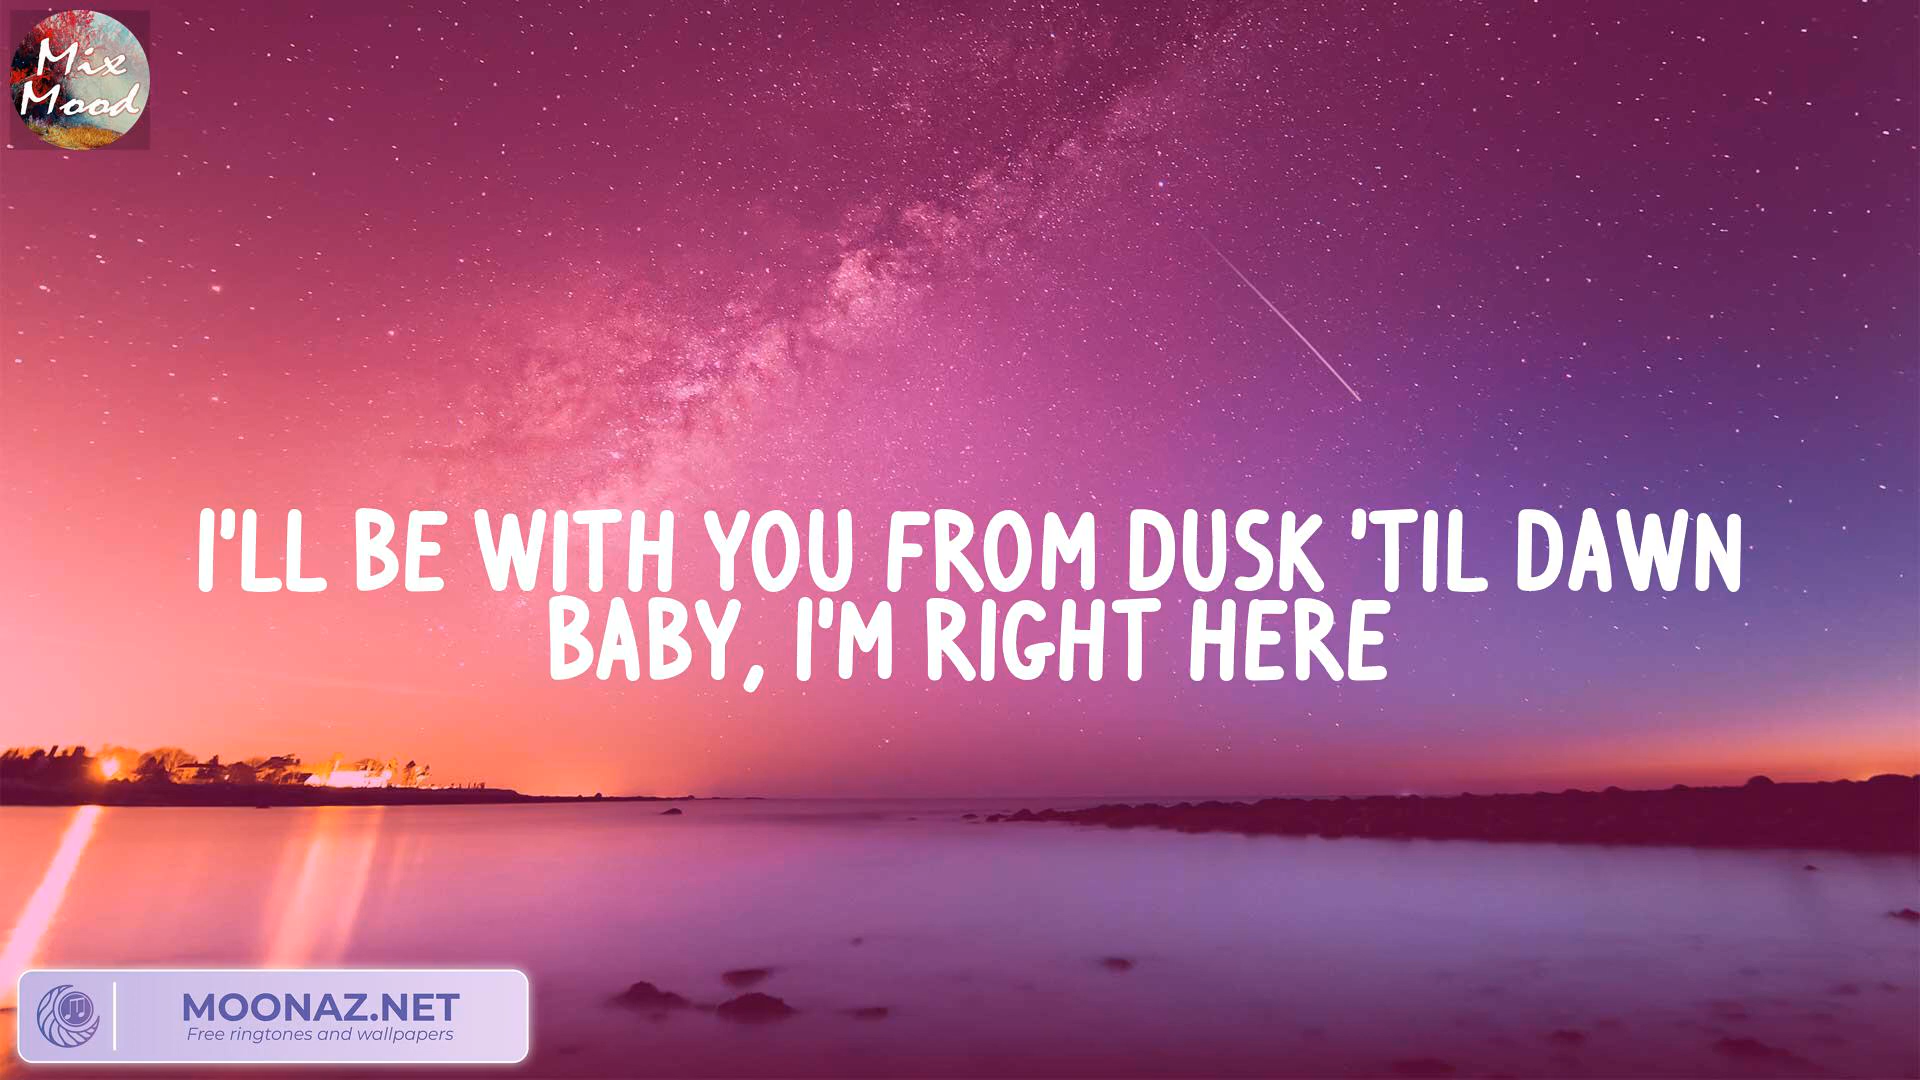 Mix
Mood
I'LL BE WITH YOU FROM DUSK 'TIL DAWN
BABY, I'M RIGHT HERE
MOONAZ.NET
Free ringtones and wallpapers